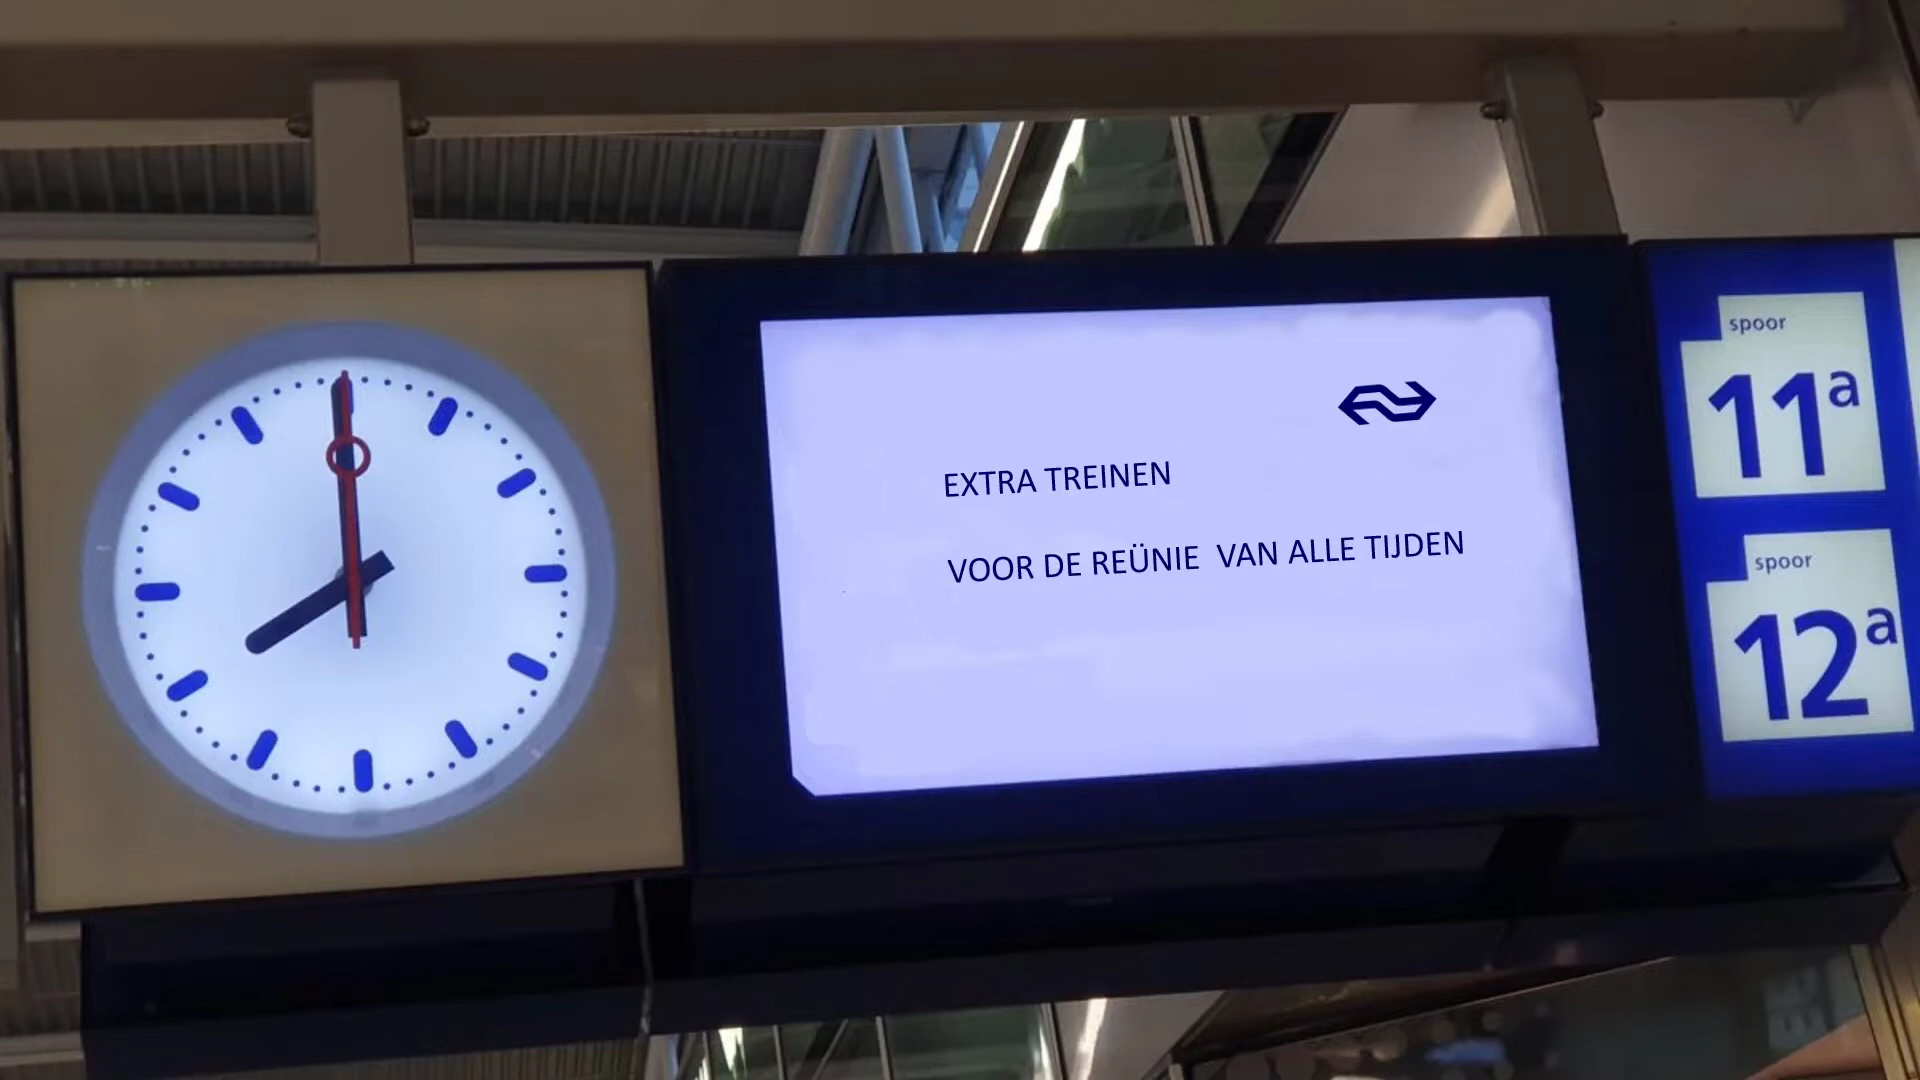 EXTRA TREINEN
VOOR DE REÜNIE VAN ALLE TIJDEN
spoor
11a
spoor
12a